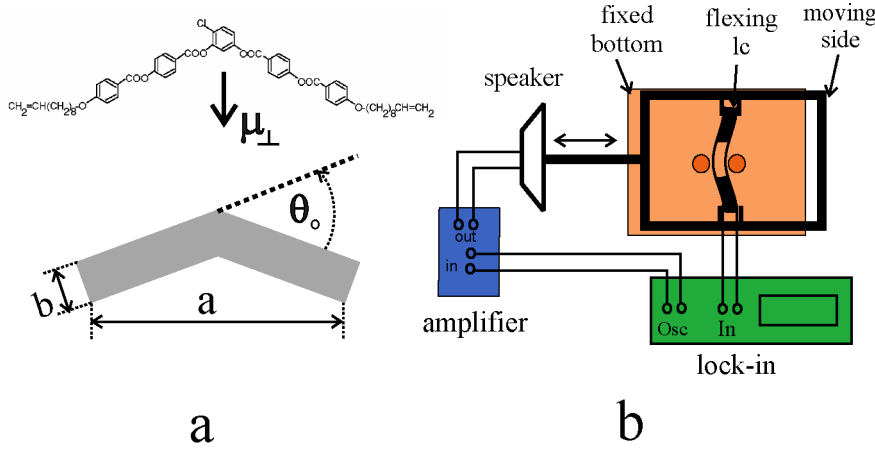 Cl
CH₂=CH(CH₂)₈O COO COO OOC OOC O-(CH₂)₈CH=CH₂
μ⊥
θₒ
b
a
a
fixed
bottom
flexing
lc
moving
side
speaker
out
in
amplifier
Osc
In
lock-in
b